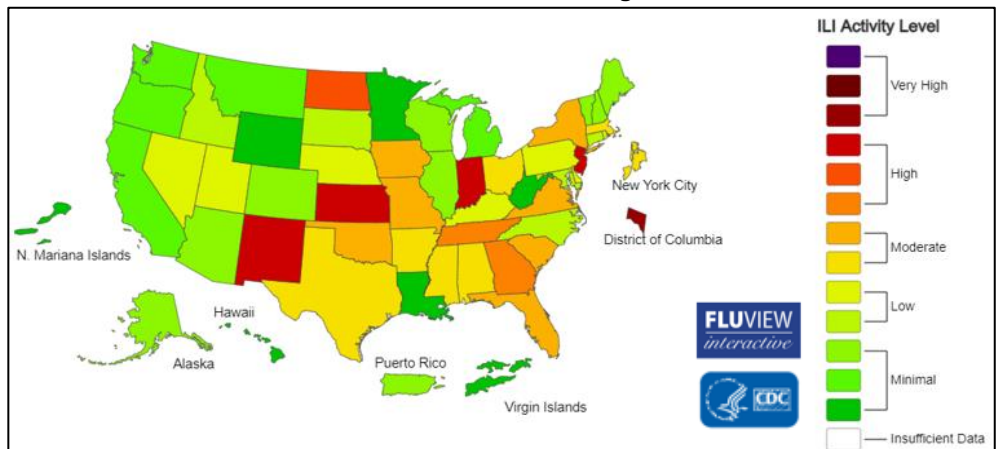 ILI Activity Level
Very High
High
Moderate
Low
Minimal
Insufficient Data
New York City
District of Columbia
N. Mariana Islands
Hawaii
Alaska
Puerto Rico
Virgin Islands
FLUVIEW
interactive
CDC